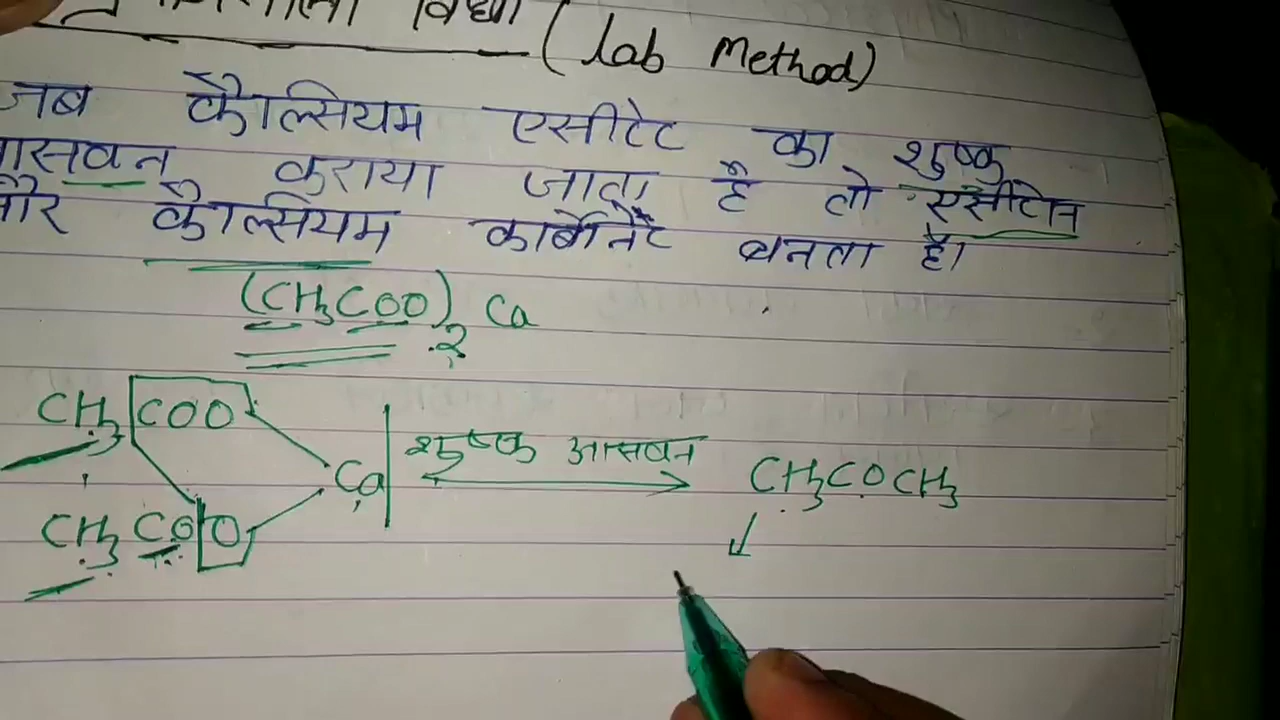 विधि (lab Method)
जब कैल्सियम एसीटेट का शुष्क
आसवन कराया जाता है तो एसीटोन
और कैल्सियम कार्बोनेट बनता है।
(CH3COO)2 Ca
CH3COO
शुष्क आसवन
Ca
CH3COCH3
CH3COO